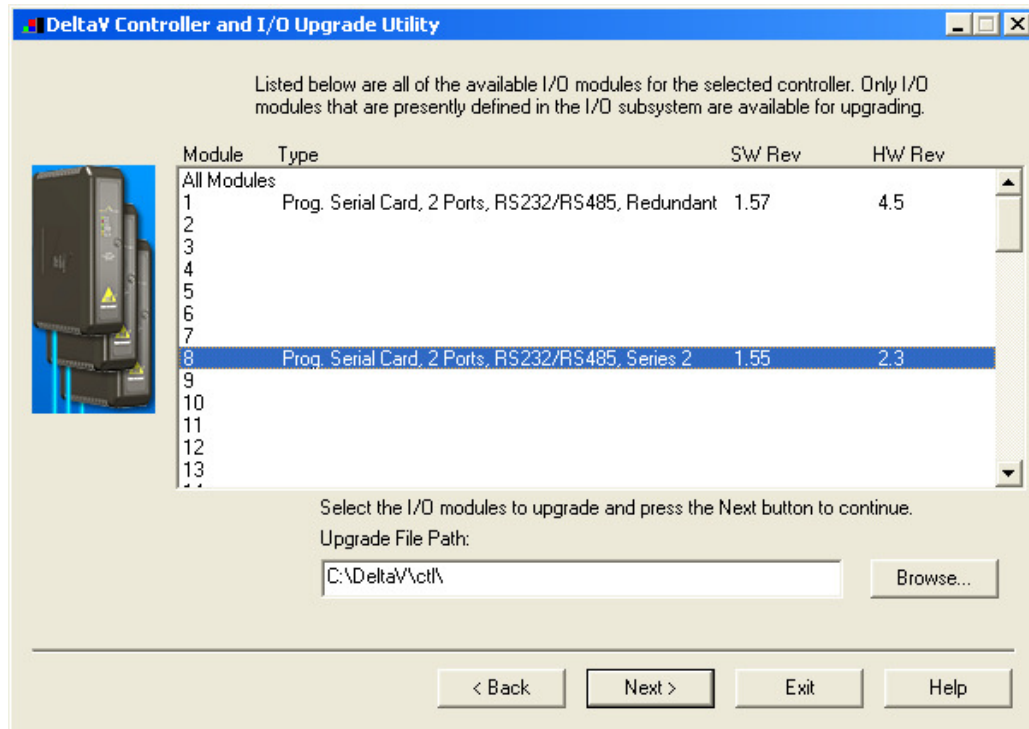 DeltaV Controller and I/O Upgrade Utility
Listed below are all of the available I/O modules for the selected controller. Only I/O
modules that are presently defined in the I/O subsystem are available for upgrading.
Module Type SW Rev HW Rev
All Modules
1 Prog. Serial Card, 2 Ports, RS232/RS485, Redundant 1.57 4.5
2
3
4
5
6
7
8 Prog. Serial Card, 2 Ports, RS232/RS485, Series 2 1.55 2.3
9
10
11
12
13
Select the I/O modules to upgrade and press the Next button to continue.
Upgrade File Path:
C:\DeltaV\ctl\
Browse...
< Back Next > Exit Help